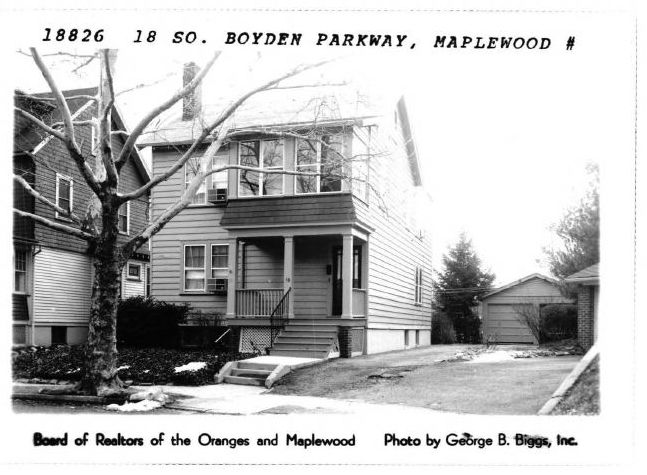 18826 18 SO. BOYDEN PARKWAY, MAPLEWOOD #
18
Board of Realtors of the Oranges and Maplewood Photo by George B. Biggs, Inc.